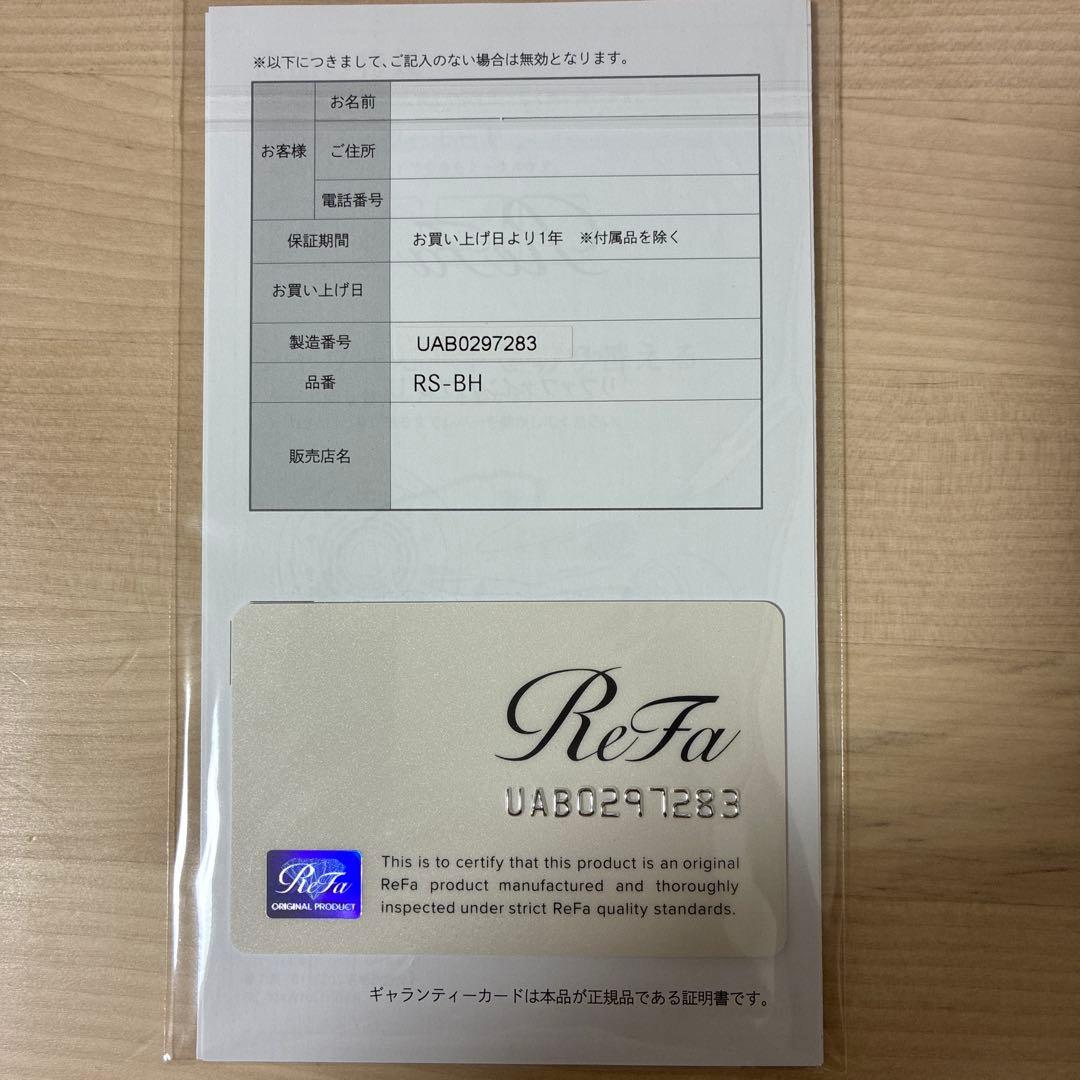 ※以下につきまして、ご記入のない場合は無効となります。
お客様
お名前
ご住所
電話番号
保証期間 お買い上げ日より1年 ※付属品を除く
お買い上げ日
製造番号 UAB0297283
品番 RS-BH
販売店名
ReFa
UAB0297283
ReFa
ORIGINAL PRODUCT
This is to certify that this product is an original
ReFa product manufactured and thoroughly
inspected under strict ReFa quality standards.
ギャランティーカードは本品が正規品である証明書です。